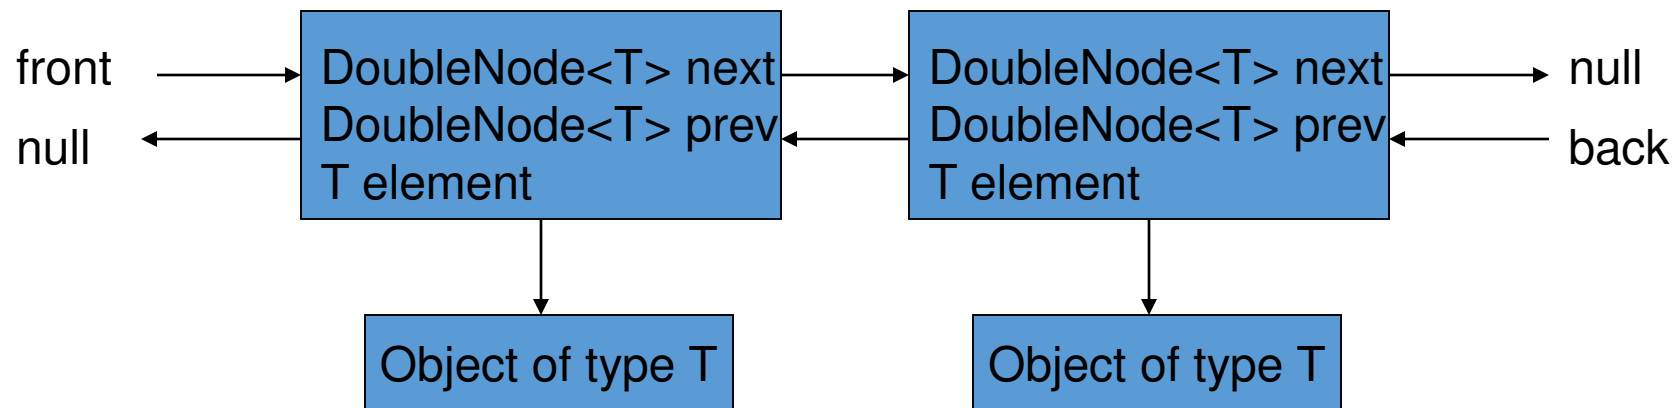 front
null
DoubleNode<T> next
DoubleNode<T> prev
T element
DoubleNode<T> next
DoubleNode<T> prev
T element
null
back
Object of type T
Object of type T